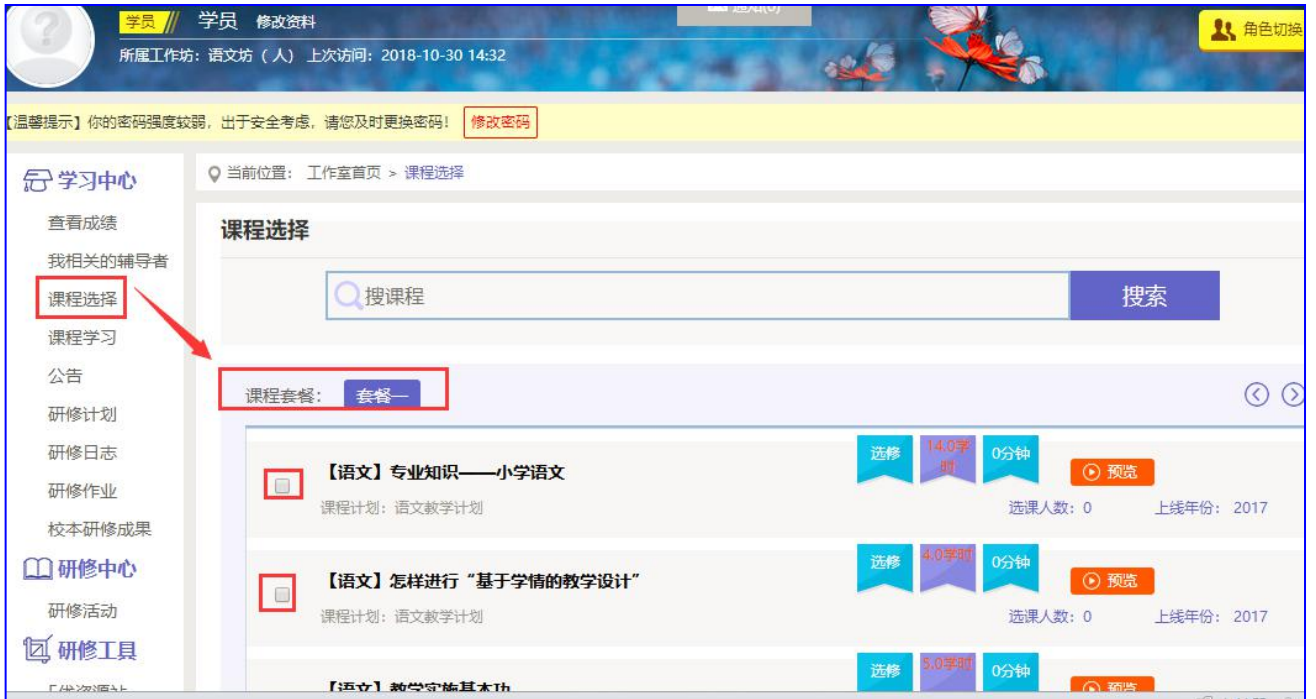 学员
学员 修改资料
角色切换
所属工作坊：语文坊（ 人） 上次访问：2018-10-30 14:32
【温馨提示】你的密码强度较弱，出于安全考虑，请您及时更换密码！ 修改密码
学习中心
查看成绩
我相关的辅导者
课程选择
课程学习
公告
研修计划
研修日志
研修作业
校本研修成果
研修中心
研修活动
研修工具
当前位置： 工作室首页 > 课程选择
课程选择
搜课程
搜索
课程套餐： 套餐一
【语文】专业知识——小学语文
选修
14.0学时
0分钟
预览
课程计划：语文教学计划
选课人数：0 上线年份：2017
【语文】怎样进行“基于学情的教学设计”
选修
4.0学时
0分钟
预览
课程计划：语文教学计划
选课人数：0 上线年份：2017
【语文】教学实施基本功
选修
5.0学时
0分钟
预览